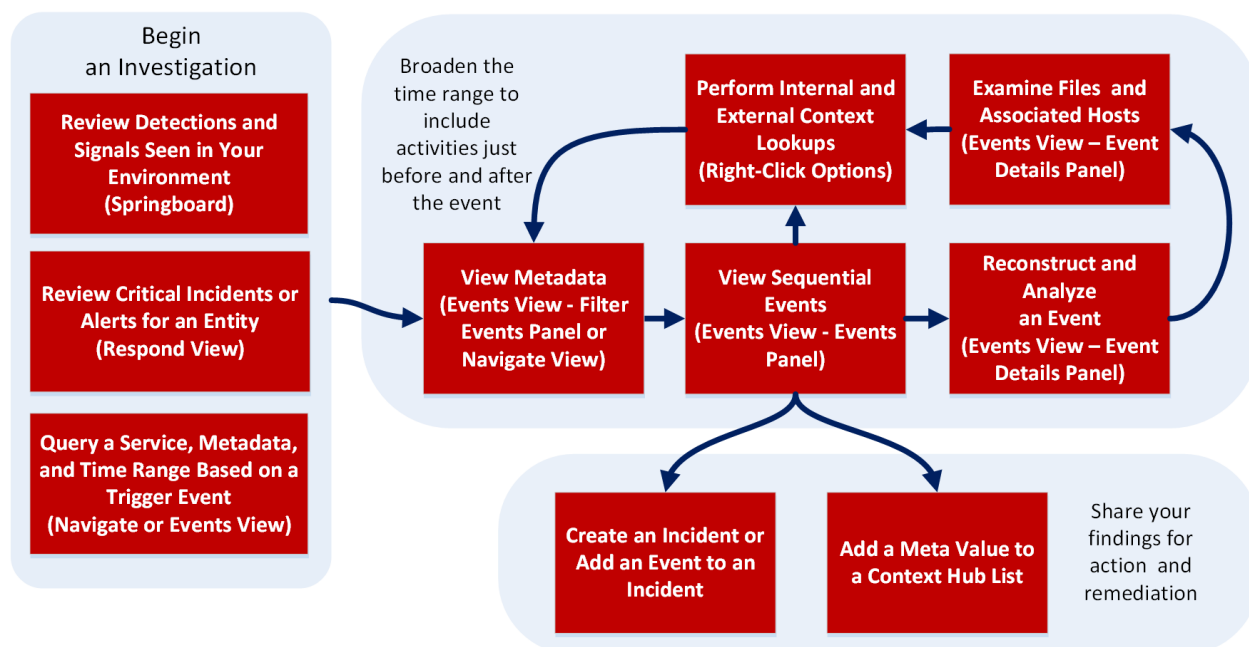 Begin
an Investigation
Review Detections and
Signals Seen in Your
Environment
(Springboard)
Review Critical Incidents or
Alerts for an Entity
(Respond View)
Query a Service, Metadata,
and Time Range Based on a
Trigger Event
(Navigate or Events View)
Broaden the
time range to
include
activities just
before and after
the event
Perform Internal and
External Context
Lookups
(Right-Click Options)
Examine Files and
Associated Hosts
(Events View – Event
Details Panel)
View Metadata
(Events View - Filter
Events Panel or
Navigate View)
View Sequential
Events
(Events View - Events
Panel)
Reconstruct and
Analyze
an Event
(Events View – Event
Details Panel)
Create an Incident or
Add an Event to an
Incident
Add a Meta Value to
a Context Hub List
Share your
findings for
action and
remediation